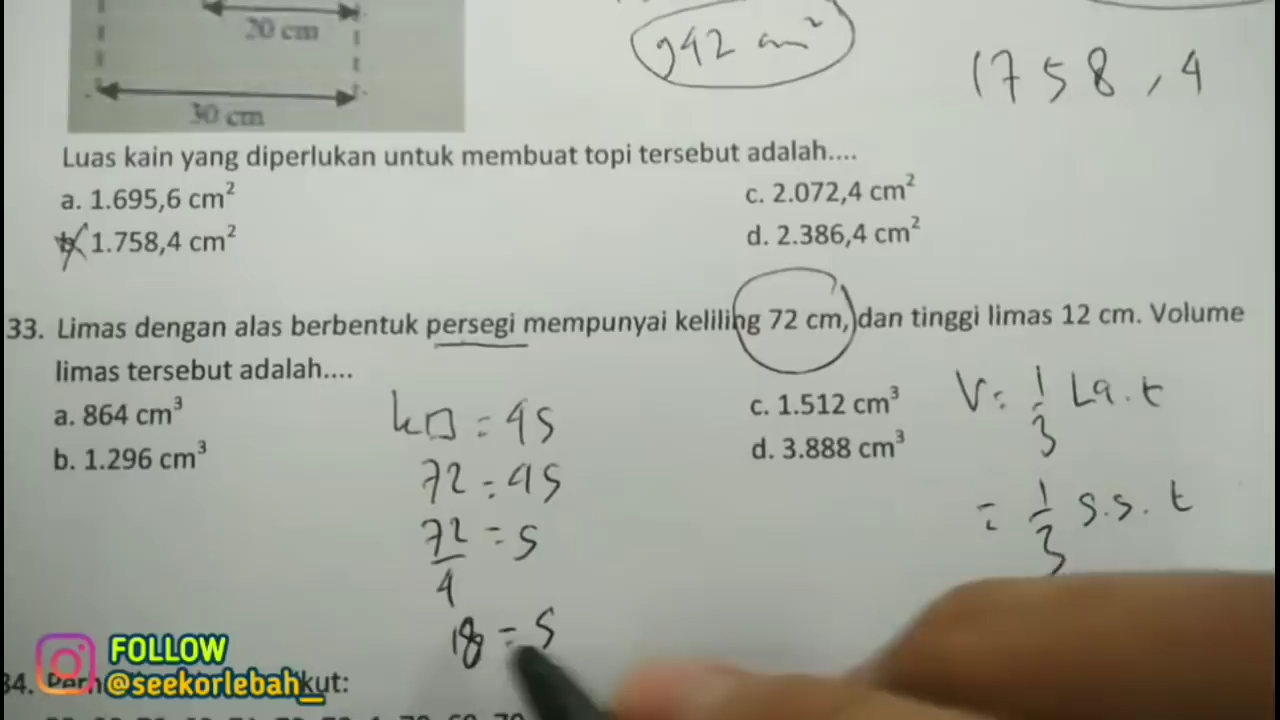 20 cm
30 cm
942 cm²
1758,4
Luas kain yang diperlukan untuk membuat topi tersebut adalah....
a. 1.695,6 cm²
c. 2.072,4 cm²
b. 1.758,4 cm²
d. 2.386,4 cm²
33. Limas dengan alas berbentuk persegi mempunyai keliling 72 cm, dan tinggi limas 12 cm. Volume
limas tersebut adalah....
a. 864 cm³
c. 1.512 cm³
b. 1.296 cm³
d. 3.888 cm³
k□ = 4s
72 = 4s
72/4 = s
18 = s
V = 1/3 La . t
= 1/3 s.s. t
FOLLOW
@seekorlebah_
34.
kut: